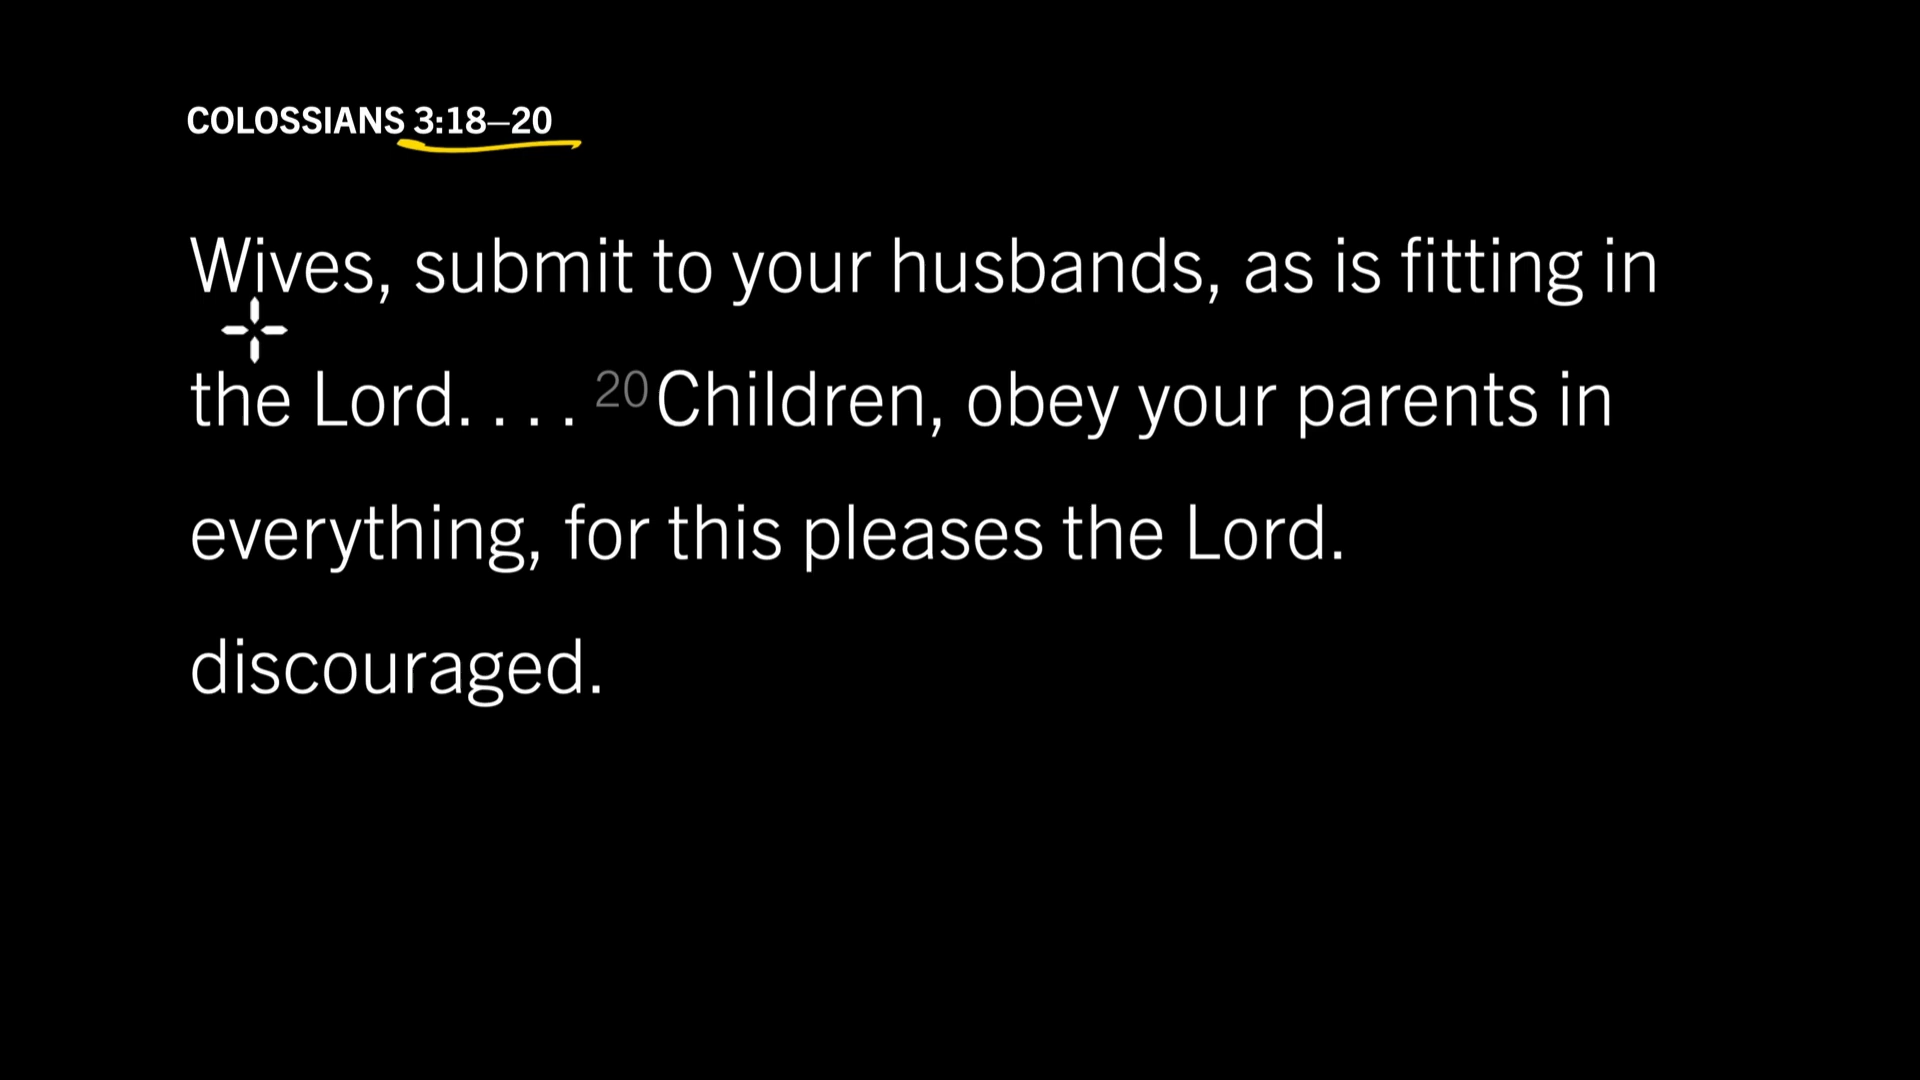 COLOSSIANS 3:18–20
Wives, submit to your husbands, as is fitting in
the Lord. . . . 20 Children, obey your parents in
everything, for this pleases the Lord.
discouraged.